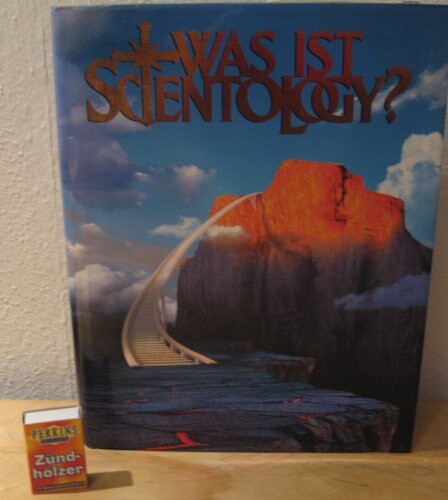 WAS IST
SCIENTOLOGY?
PERKINS
Zünd-
hölzer